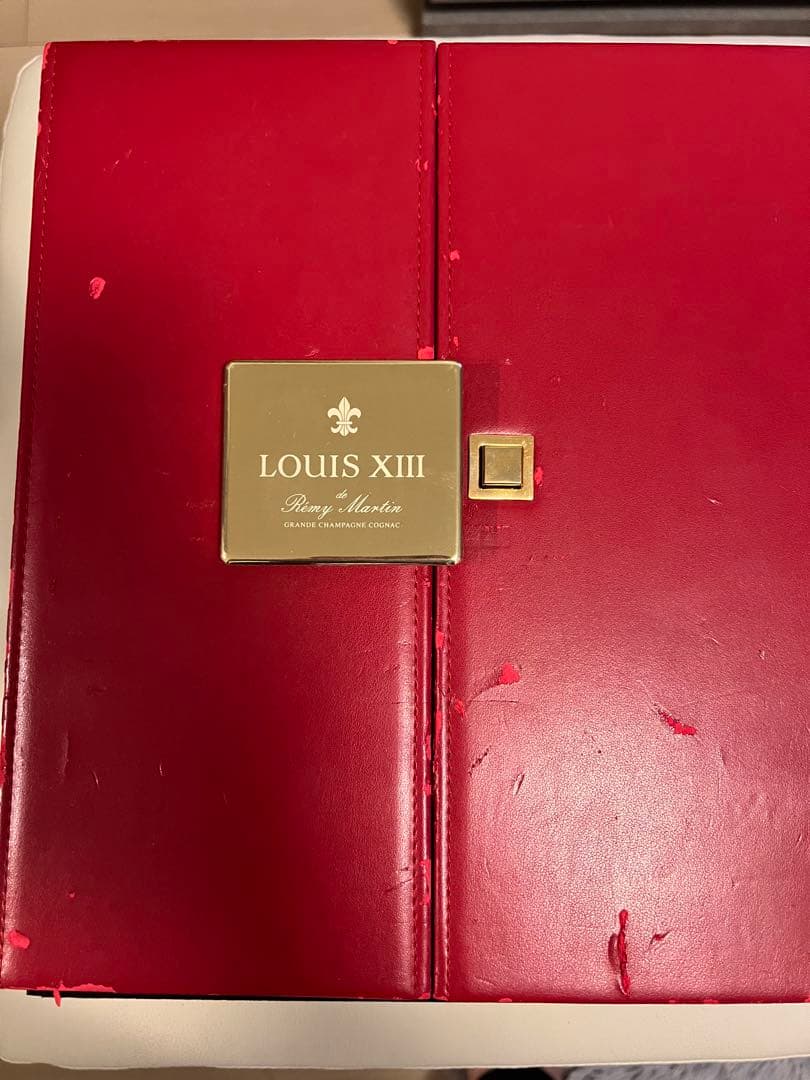 LOUIS XIII
de
Rémy Martin
GRANDE CHAMPAGNE COGNAC